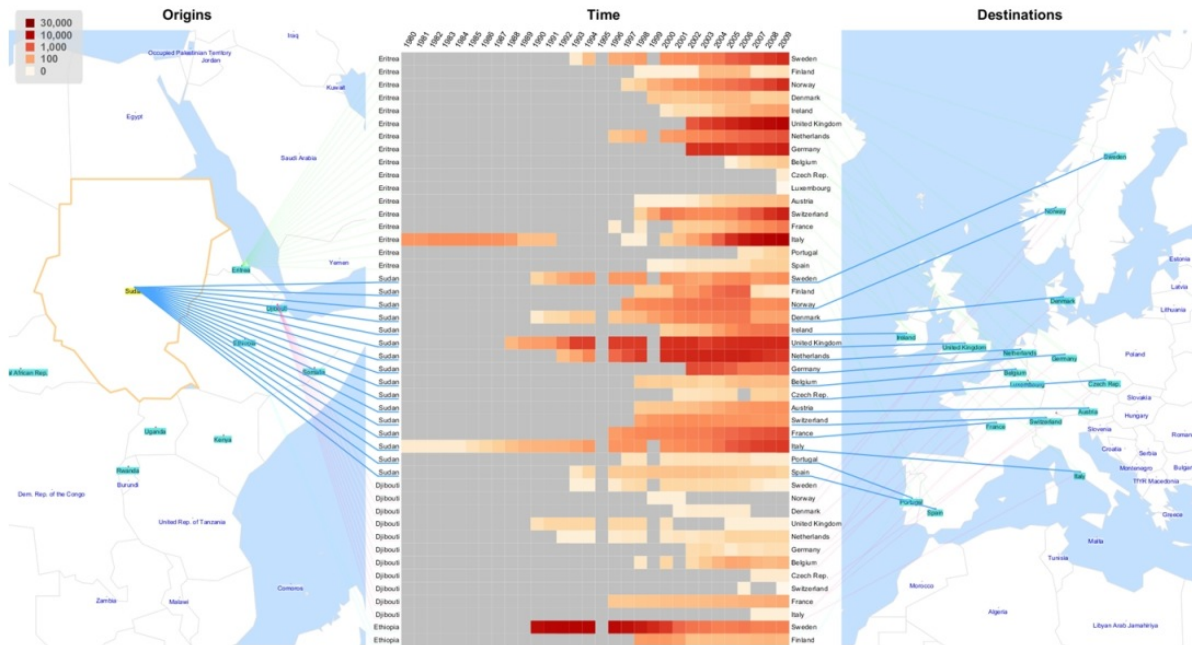 Origins
Time
Destinations
30,000
10,000
1,000
100
0
1980 1981 1982 1983 1984 1985 1986 1987 1988 1989 1990 1991 1992 1993 1994 1995 1996 1997 1998 1999 2000 2001 2002 2003 2004 2005 2006 2007 2008 2009
Iraq
Occupied Palestinian Territory
Jordan
Kuwait
Egypt
Saudi Arabia
Eritrea
Yemen
Sudan
Ethiopia
Somalia
al African Rep.
Uganda
Kenya
Rwanda
Burundi
Dem. Rep. of the Congo
United Rep. of Tanzania
Comoros
Zambia
Malawi
Eritrea Sweden
Eritrea Finland
Eritrea Norway
Eritrea Denmark
Eritrea Ireland
Eritrea United Kingdom
Eritrea Netherlands
Eritrea Germany
Eritrea Belgium
Eritrea Czech Rep.
Eritrea Luxembourg
Eritrea Austria
Eritrea Switzerland
Eritrea France
Eritrea Italy
Eritrea Portugal
Eritrea Spain
Sudan Sweden
Sudan Finland
Sudan Norway
Sudan Denmark
Sudan Ireland
Sudan United Kingdom
Sudan Netherlands
Sudan Germany
Sudan Belgium
Sudan Czech Rep.
Sudan Austria
Sudan Switzerland
Sudan France
Sudan Italy
Sudan Portugal
Sudan Spain
Djibouti Sweden
Djibouti Norway
Djibouti Denmark
Djibouti United Kingdom
Djibouti Netherlands
Djibouti Germany
Djibouti Belgium
Djibouti Czech Rep.
Djibouti Switzerland
Djibouti France
Djibouti Italy
Ethiopia Sweden
Ethiopia Finland
Sweden
Norway
Estonia
Latvia
Denmark
Lithuania
Ireland
United Kingdom
Netherlands
Germany
Poland
Belgium
Luxembourg
Czech Rep.
Slovakia
Austria
Hungary
France
Switzerland
Slovenia
Roman
Croatia
Serbia
Montenegro
Bulga
TfYR Macedonia
Italy
Portugal
Spain
Greece
Malta
Tunisia
Morocco
Algeria
Libyan Arab Jamahiriya